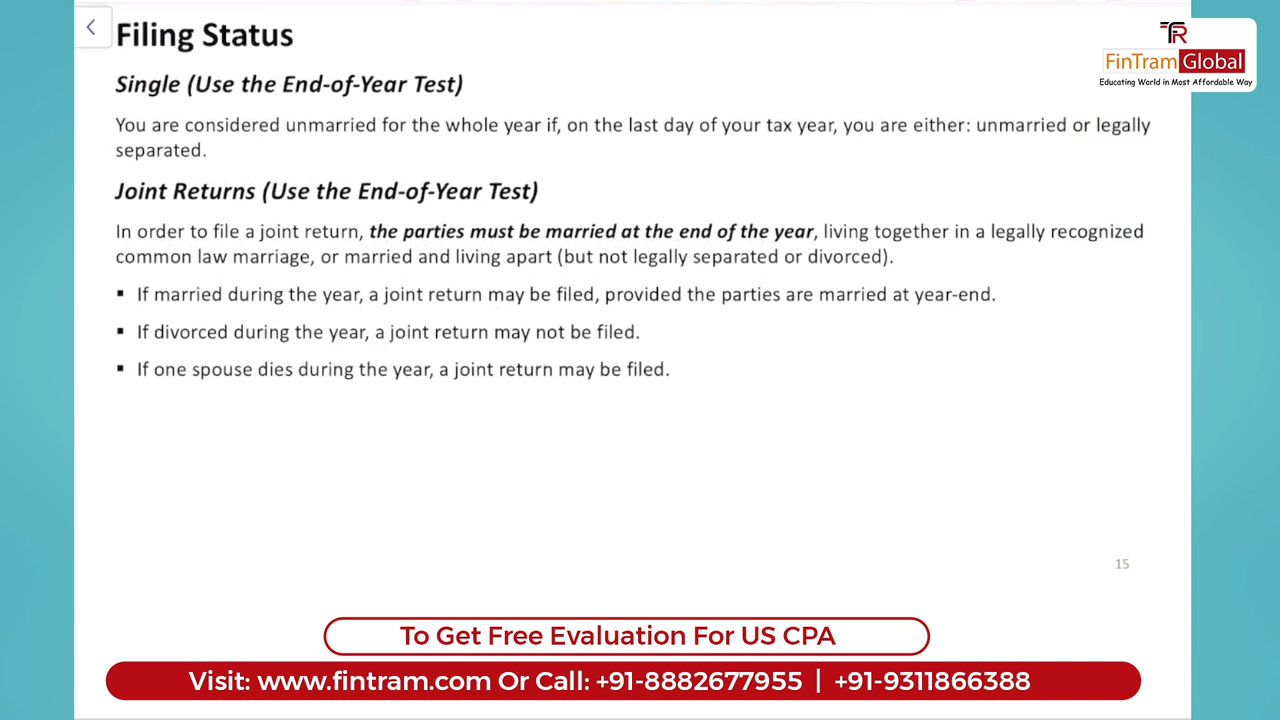 Filing Status
FinTram Global
Educating World in Most Affordable Way
Single (Use the End-of-Year Test)
You are considered unmarried for the whole year if, on the last day of your tax year, you are either: unmarried or legally
separated.
Joint Returns (Use the End-of-Year Test)
In order to file a joint return, the parties must be married at the end of the year, living together in a legally recognized
common law marriage, or married and living apart (but not legally separated or divorced).
▪ If married during the year, a joint return may be filed, provided the parties are married at year-end.
▪ If divorced during the year, a joint return may not be filed.
▪ If one spouse dies during the year, a joint return may be filed.
15
To Get Free Evaluation For US CPA
Visit: www.fintram.com Or Call: +91-8882677955 | +91-9311866388